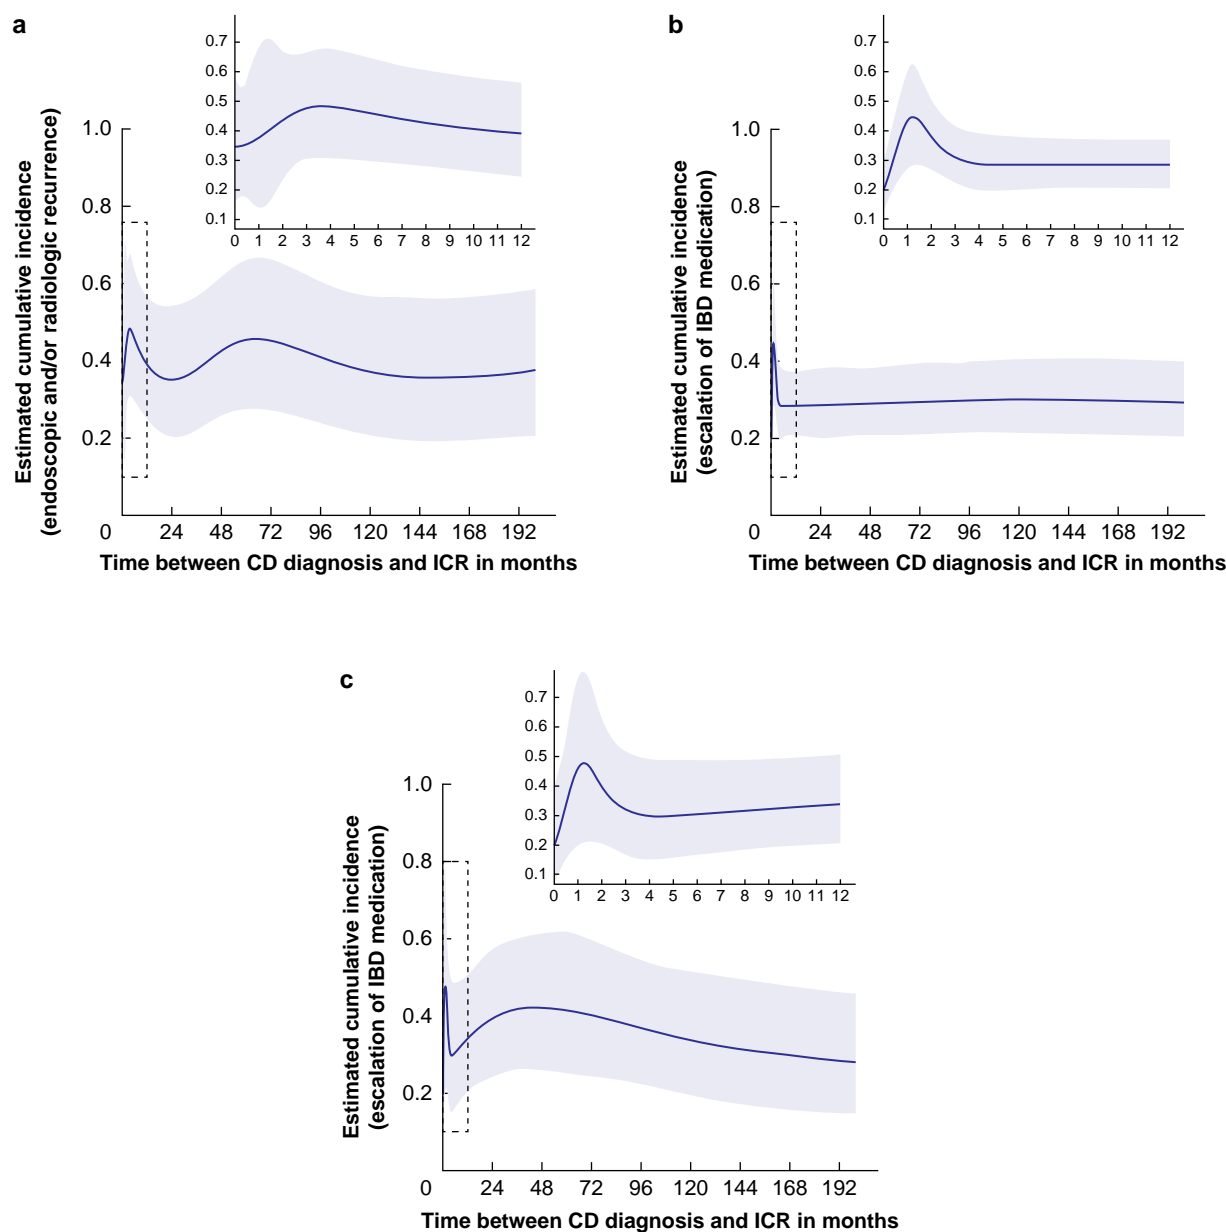 a
Estimated cumulative incidence
(endoscopic and/or radiologic recurrence)
1.0
0.8
0.6
0.4
0.2
0
24 48 72 96 120 144 168 192
Time between CD diagnosis and ICR in months
0.7
0.6
0.5
0.4
0.3
0.2
0.1
0 1 2 3 4 5 6 7 8 9 10 11 12
b
Estimated cumulative incidence
(escalation of IBD medication)
1.0
0.8
0.6
0.4
0.2
0
24 48 72 96 120 144 168 192
Time between CD diagnosis and ICR in months
0.7
0.6
0.5
0.4
0.3
0.2
0.1
0 1 2 3 4 5 6 7 8 9 10 11 12
c
Estimated cumulative incidence
(escalation of IBD medication)
1.0
0.8
0.6
0.4
0.2
0
24 48 72 96 120 144 168 192
Time between CD diagnosis and ICR in months
0.7
0.6
0.5
0.4
0.3
0.2
0.1
0 1 2 3 4 5 6 7 8 9 10 11 12